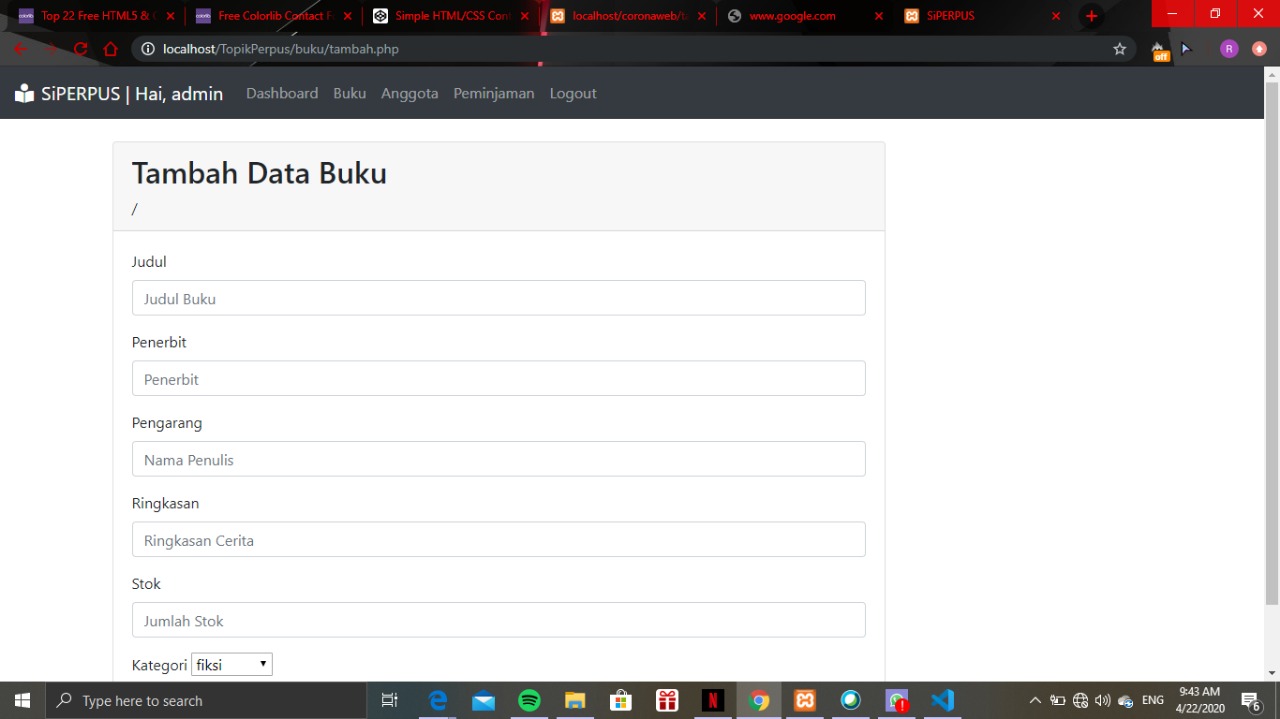 Top 22 Free HTML5 &
Free Colorlib Contact F
Simple HTML/CSS Cont
localhost/coronaweb/ta
www.google.com
SiPERPUS
localhost/TopikPerpus/buku/tambah.php
off
R
SiPERPUS | Hai, admin
Dashboard
Buku
Anggota
Peminjaman
Logout
Tambah Data Buku
/
Judul
Judul Buku
Penerbit
Penerbit
Pengarang
Nama Penulis
Ringkasan
Ringkasan Cerita
Stok
Jumlah Stok
Kategori fiksi
Type here to search
ENG
9:43 AM
4/22/2020
6